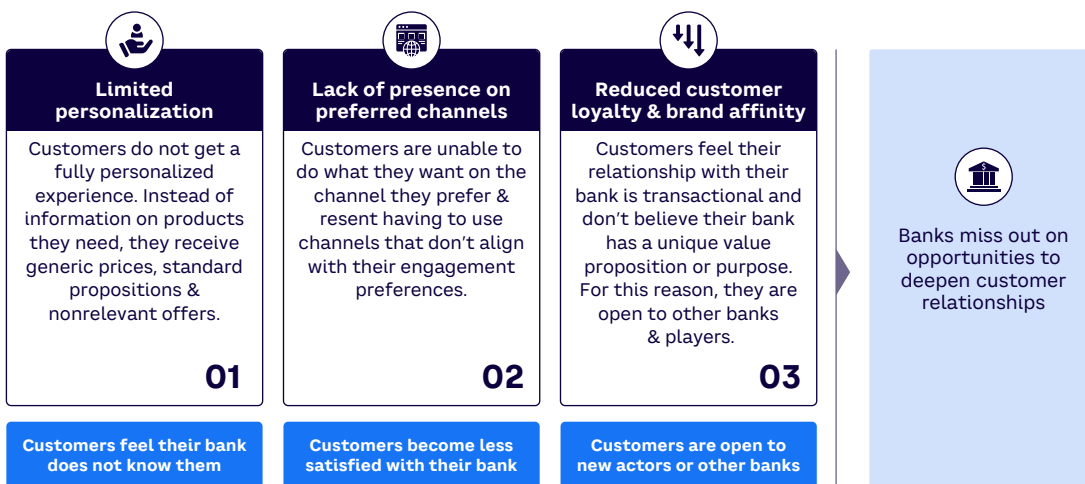 Limited
personalization
Customers do not get a
fully personalized
experience. Instead of
information on products
they need, they receive
generic prices, standard
propositions &
nonrelevant offers.
01
Customers feel their bank
does not know them
Lack of presence on
preferred channels
Customers are unable to
do what they want on the
channel they prefer &
resent having to use
channels that don’t align
with their engagement
preferences.
02
Customers become less
satisfied with their bank
Reduced customer
loyalty & brand affinity
Customers feel their
relationship with their
bank is transactional and
don’t believe their bank
has a unique value
proposition or purpose.
For this reason, they are
open to other banks
& players.
03
Customers are open to
new actors or other banks
$
Banks miss out on
opportunities to
deepen customer
relationships